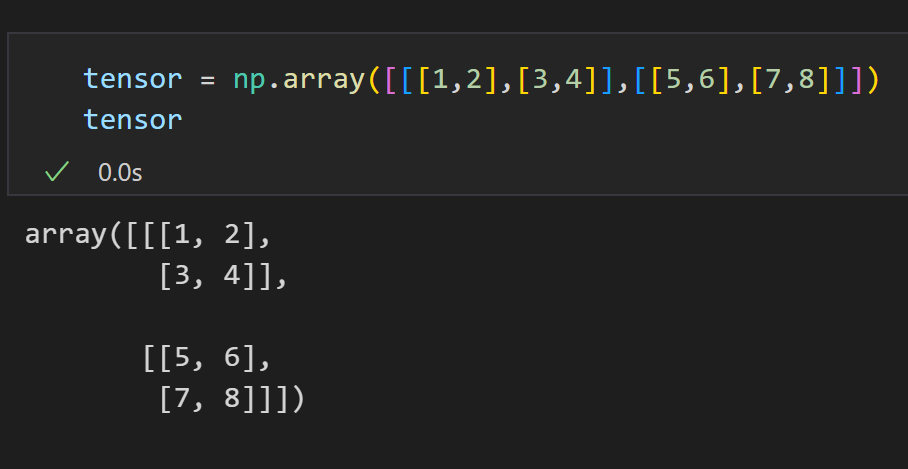 tensor = np.array([[[1,2],[3,4]],[[5,6],[7,8]]])
tensor
✓ 0.0s
array([[[1, 2],
        [3, 4]],

       [[5, 6],
        [7, 8]]])